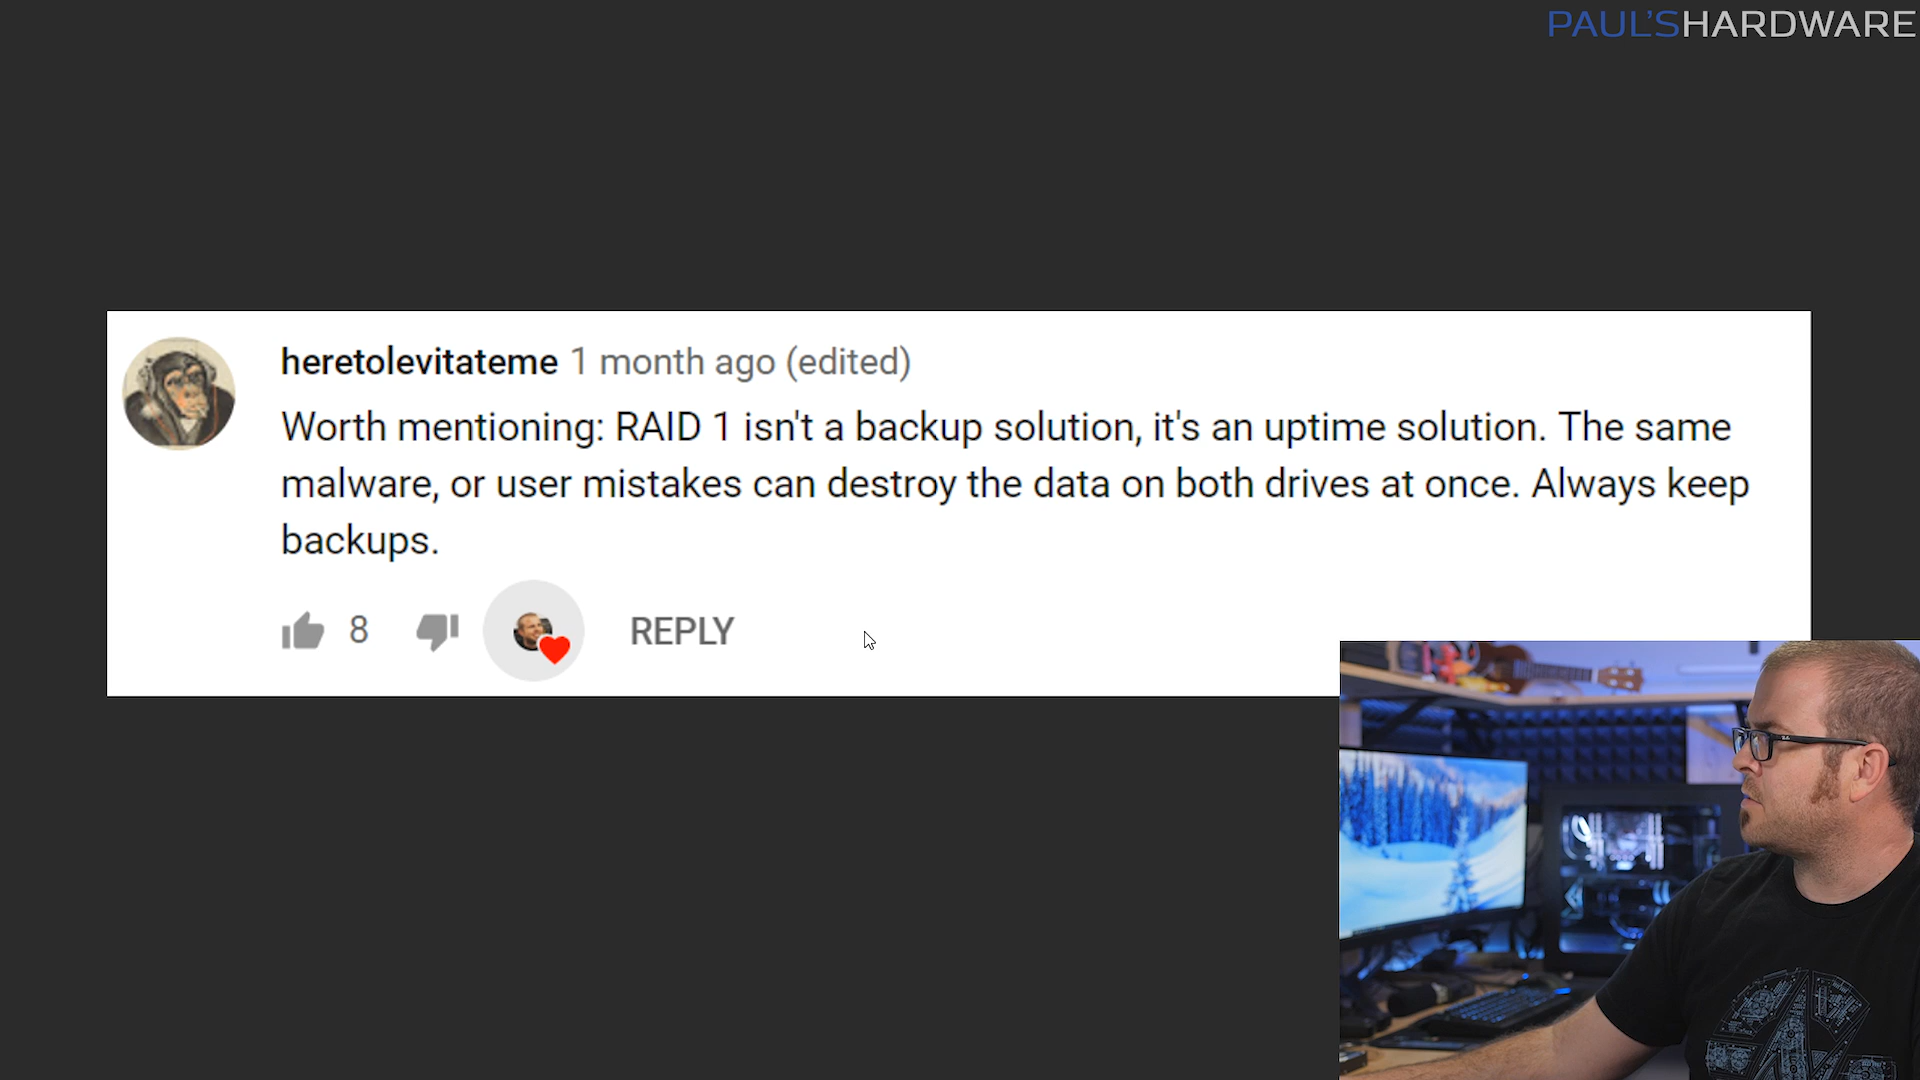 PAUL'SHARDWARE
heretolevitateme 1 month ago (edited)
Worth mentioning: RAID 1 isn't a backup solution, it's an uptime solution. The same
malware, or user mistakes can destroy the data on both drives at once. Always keep
backups.
8 REPLY